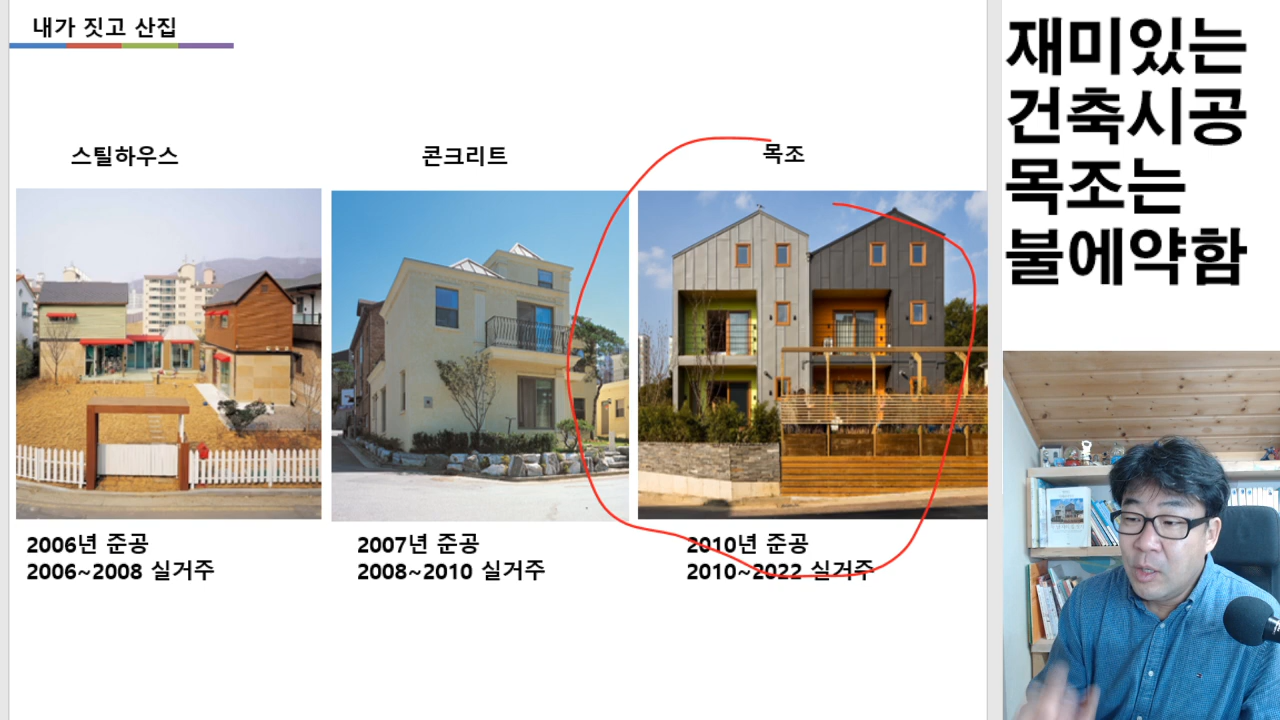 내가 짓고 산집
스틸하우스
콘크리트
목조
2006년 준공
2006~2008 실거주
2007년 준공
2008~2010 실거주
2010년 준공
2010~2022 실거주
재미있는
건축시공
목조는
불에약함